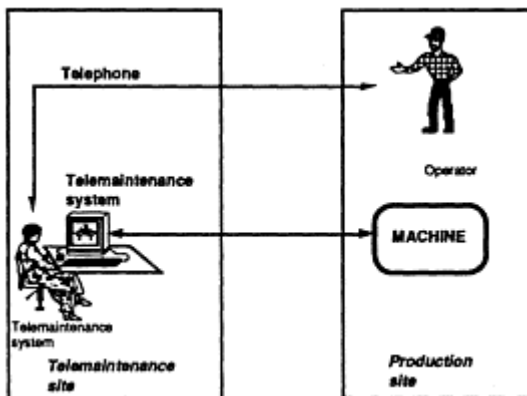 Telephone
Operator
Telemaintenance
system
MACHINE
Telemaintenance
system
Telemaintenance
site
Production
site